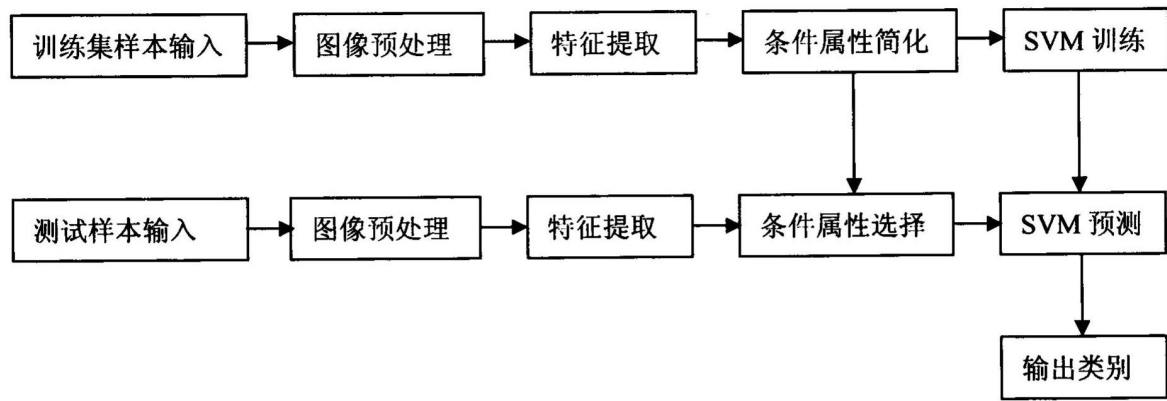 训练集样本输入
图像预处理
特征提取
条件属性简化
SVM 训练
测试样本输入
图像预处理
特征提取
条件属性选择
SVM 预测
输出类别